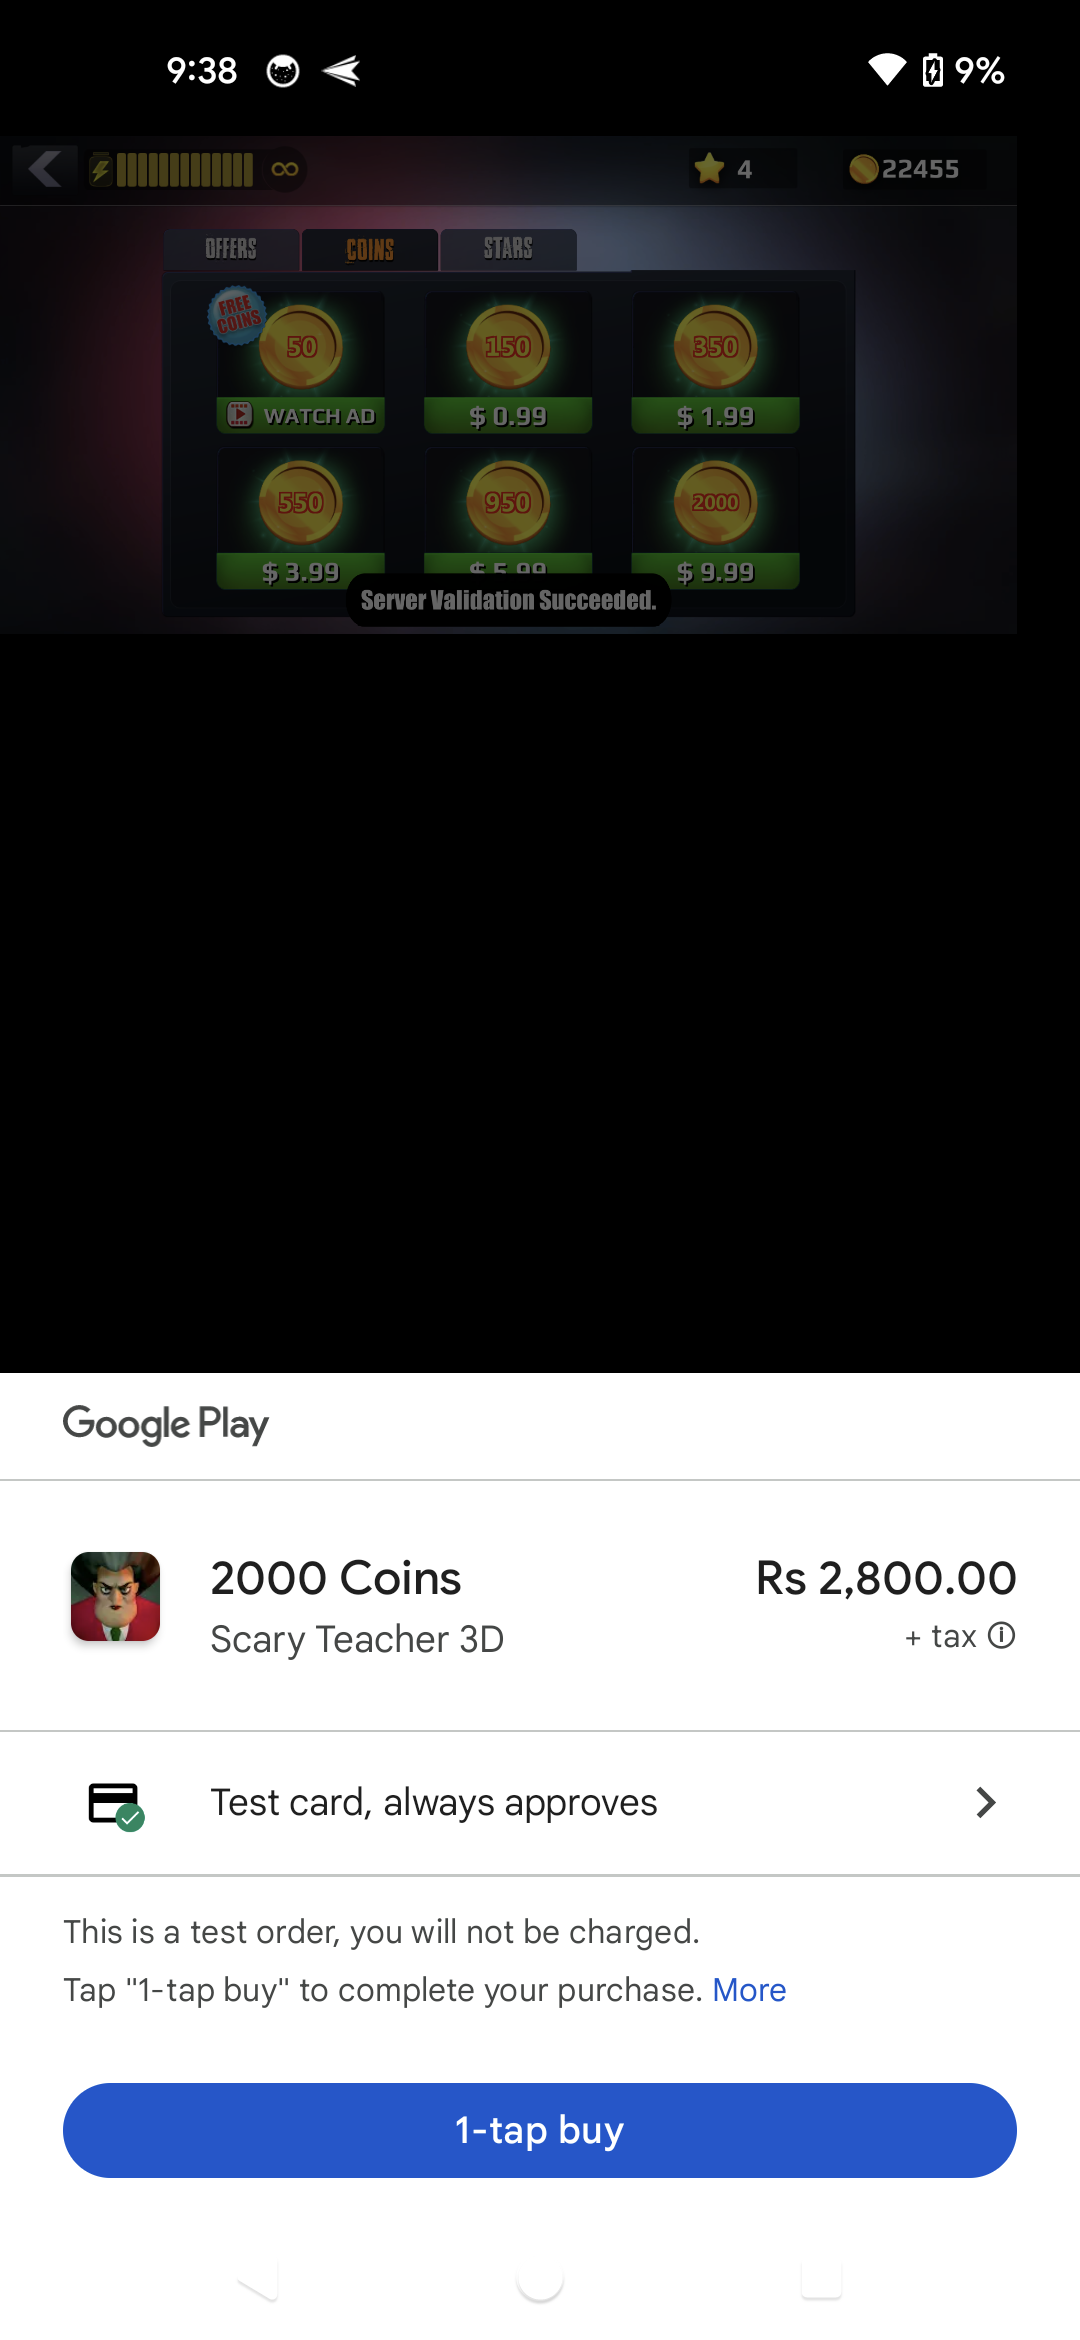 9:38
9%
∞
4
22455
OFFERS
COINS
STARS
FREE
COINS
50
150
350
WATCH AD
$ 0.99
$ 1.99
550
950
2000
$ 3.99
$ 5.99
$ 9.99
Server Validation Succeeded.
Google Play
2000 Coins
Rs 2,800.00
Scary Teacher 3D
+ tax
Test card, always approves
This is a test order, you will not be charged.
Tap "1-tap buy" to complete your purchase. More
1-tap buy